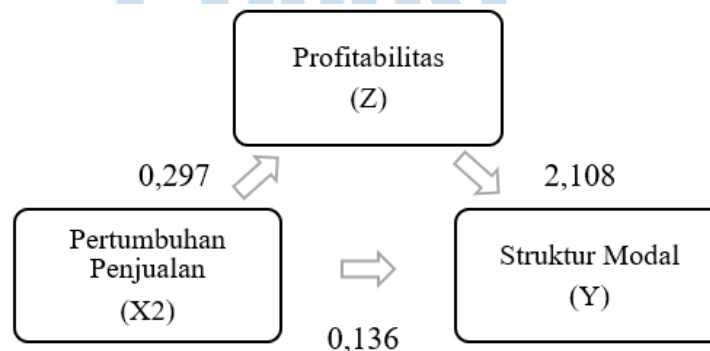 Profitabilitas
(Z)
0,297
2,108
Pertumbuhan
Penjualan
(X2)
Struktur Modal
(Y)
0,136